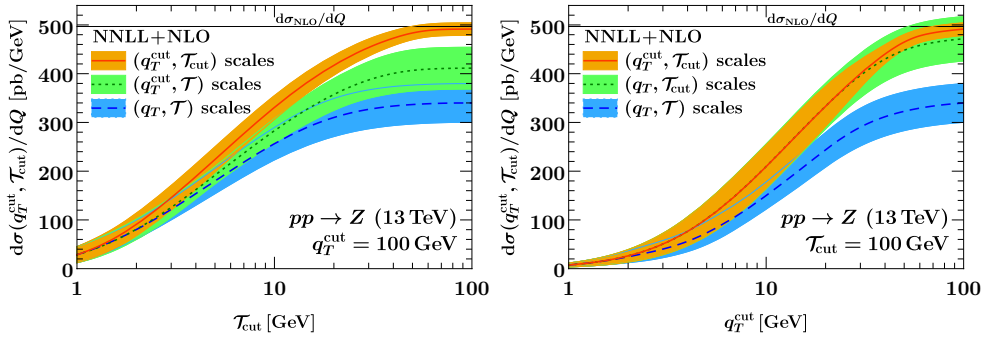 dσ_NLO/dQ
NNLL+NLO
(q_T^cut, 𝒯_cut) scales
(q_T^cut, 𝒯) scales
(q_T, 𝒯) scales
pp → Z (13 TeV)
q_T^cut = 100 GeV
dσ(q_T^cut, 𝒯_cut)/dQ [pb/GeV]
500
400
300
200
100
0
1 10 100
𝒯_cut [GeV]
dσ_NLO/dQ
NNLL+NLO
(q_T^cut, 𝒯_cut) scales
(q_T, 𝒯_cut) scales
(q_T, 𝒯) scales
pp → Z (13 TeV)
𝒯_cut = 100 GeV
dσ(q_T^cut, 𝒯_cut)/dQ [pb/GeV]
500
400
300
200
100
0
1 10 100
q_T^cut [GeV]